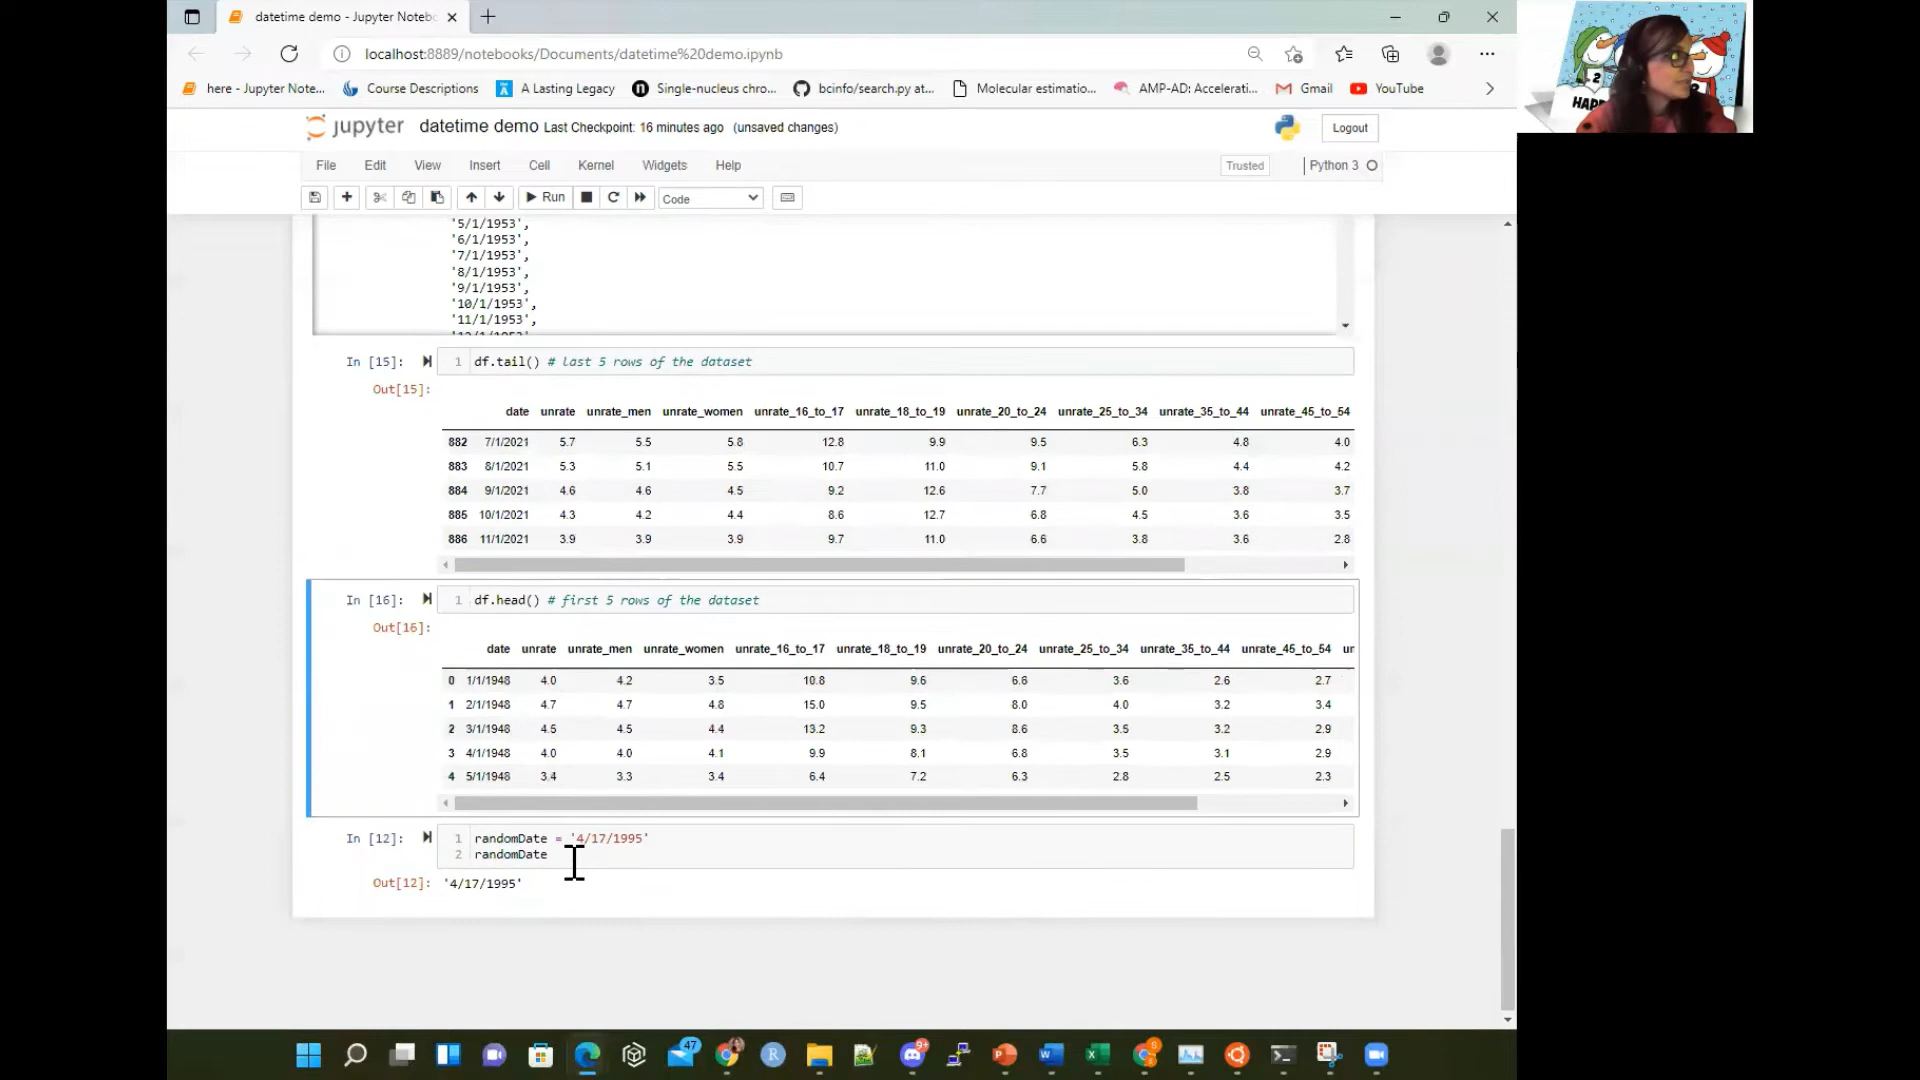 datetime demo - Jupyter Noteb
localhost:8889/notebooks/Documents/datetime%20demo.ipynb
here - Jupyter Note...
Course Descriptions
A Lasting Legacy
Single-nucleus chro...
bcinfo/search.py at...
Molecular estimatio...
AMP-AD: Accelerati...
Gmail
YouTube
jupyter datetime demo Last Checkpoint: 16 minutes ago (unsaved changes)
Logout
File Edit View Insert Cell Kernel Widgets Help
Trusted
Python 3
Run
Code
'5/1/1953',
'6/1/1953',
'7/1/1953',
'8/1/1953',
'9/1/1953',
'10/1/1953',
'11/1/1953',
In [15]: 1 df.tail() # last 5 rows of the dataset
Out[15]:
date unrate unrate_men unrate_women unrate_16_to_17 unrate_18_to_19 unrate_20_to_24 unrate_25_to_34 unrate_35_to_44 unrate_45_to_54
882 7/1/2021 5.7 5.5 5.8 12.8 9.9 9.5 6.3 4.8 4.0
883 8/1/2021 5.3 5.1 5.5 10.7 11.0 9.1 5.8 4.4 4.2
884 9/1/2021 4.6 4.6 4.5 9.2 12.6 7.7 5.0 3.8 3.7
885 10/1/2021 4.3 4.2 4.4 8.6 12.7 6.8 4.5 3.6 3.5
886 11/1/2021 3.9 3.9 3.9 9.7 11.0 6.6 3.8 3.6 2.8
In [16]: 1 df.head() # first 5 rows of the dataset
Out[16]:
date unrate unrate_men unrate_women unrate_16_to_17 unrate_18_to_19 unrate_20_to_24 unrate_25_to_34 unrate_35_to_44 unrate_45_to_54 un
0 1/1/1948 4.0 4.2 3.5 10.8 9.6 6.6 3.6 2.6 2.7
1 2/1/1948 4.7 4.7 4.8 15.0 9.5 8.0 4.0 3.2 3.4
2 3/1/1948 4.5 4.5 4.4 13.2 9.3 8.6 3.5 3.2 2.9
3 4/1/1948 4.0 4.0 4.1 9.9 8.1 6.8 3.5 3.1 2.9
4 5/1/1948 3.4 3.3 3.4 6.4 7.2 6.3 2.8 2.5 2.3
In [12]: 1 randomDate = '4/17/1995'
2 randomDate
Out[12]: '4/17/1995'
47
9+
2
HAPP